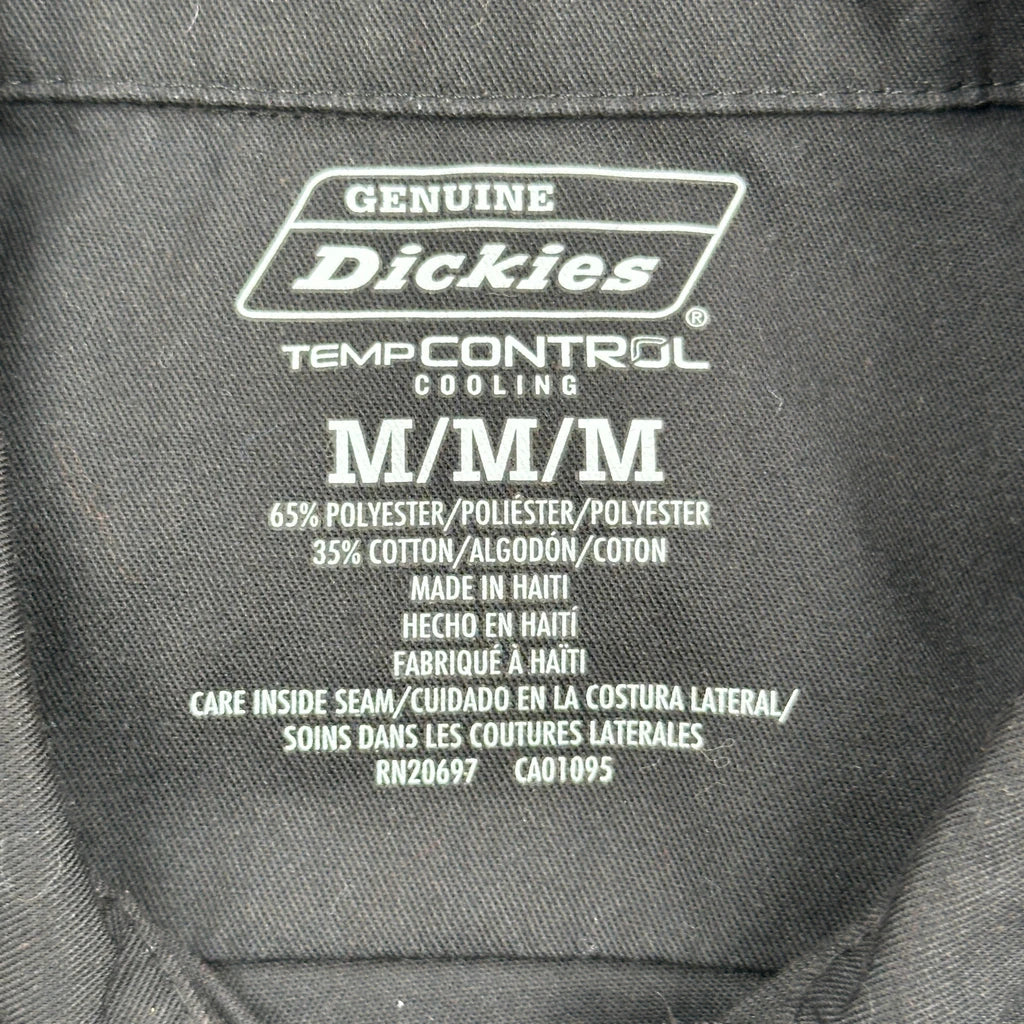 GENUINE
Dickies
®
TEMPCONTROL
COOLING
M/M/M
65% POLYESTER/POLIÉSTER/POLYESTER
35% COTTON/ALGODÓN/COTON
MADE IN HAITI
HECHO EN HAITÍ
FABRIQUÉ À HAÏTI
CARE INSIDE SEAM/CUIDADO EN LA COSTURA LATERAL/
SOINS DANS LES COUTURES LATERALES
RN20697 CA01095